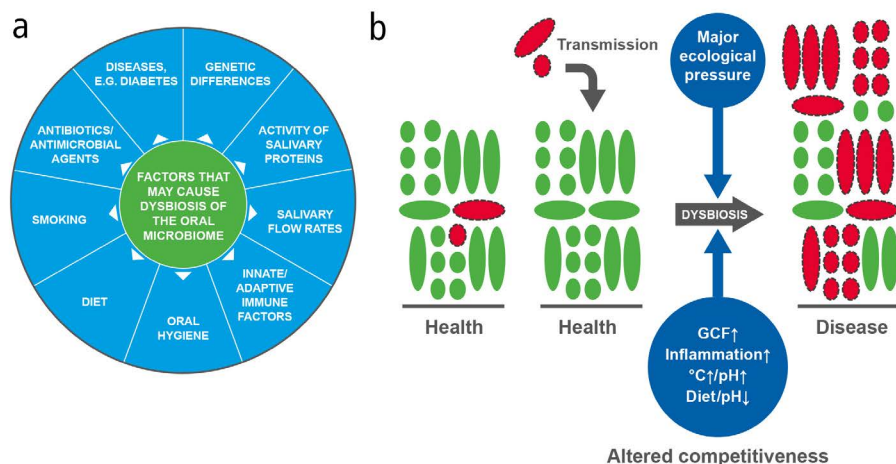 a
DISEASES,
E.G. DIABETES
GENETIC
DIFFERENCES
ACTIVITY OF
SALIVARY
PROTEINS
SALIVARY
FLOW RATES
INNATE/
ADAPTIVE
IMMUNE
FACTORS
ORAL
HYGIENE
DIET
SMOKING
ANTIBIOTICS/
ANTIMICROBIAL
AGENTS
FACTORS THAT
MAY CAUSE
DYSBIOSIS OF
THE ORAL
MICROBIOME
b
Transmission
Health
Health
Major
ecological
pressure
DYSBIOSIS
GCF↑
Inflammation↑
°C↑/pH↑
Diet/pH↓
Altered competitiveness
Disease